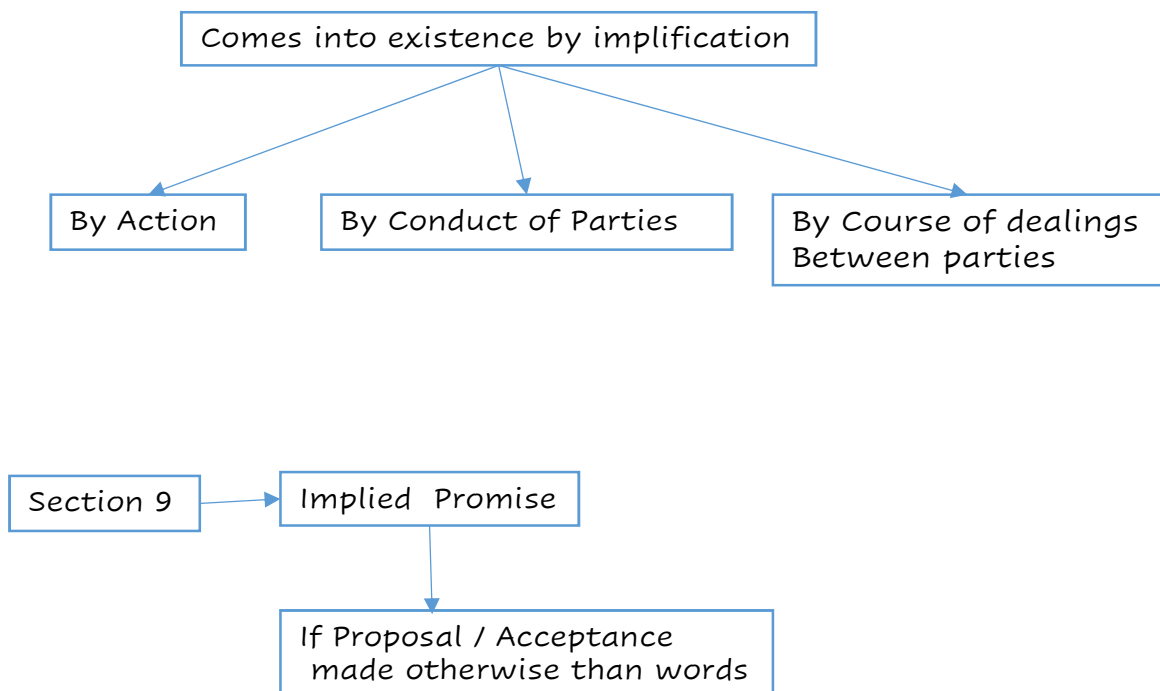 Comes into existence by implification
By Action
By Conduct of Parties
By Course of dealings
Between parties
Section 9
Implied Promise
If Proposal / Acceptance
made otherwise than words